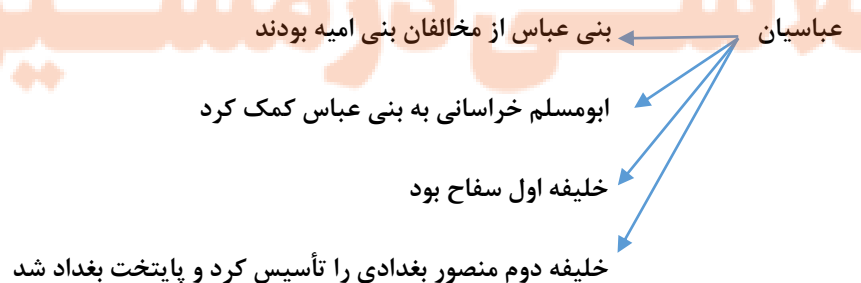 عباسیان
بنی عباس از مخالفان بنی امیه بودند
ابومسلم خراسانی به بنی عباس کمک کرد
خلیفه اول سفاح بود
خلیفه دوم منصور بغدادی را تأسیس کرد و پایتخت بغداد شد